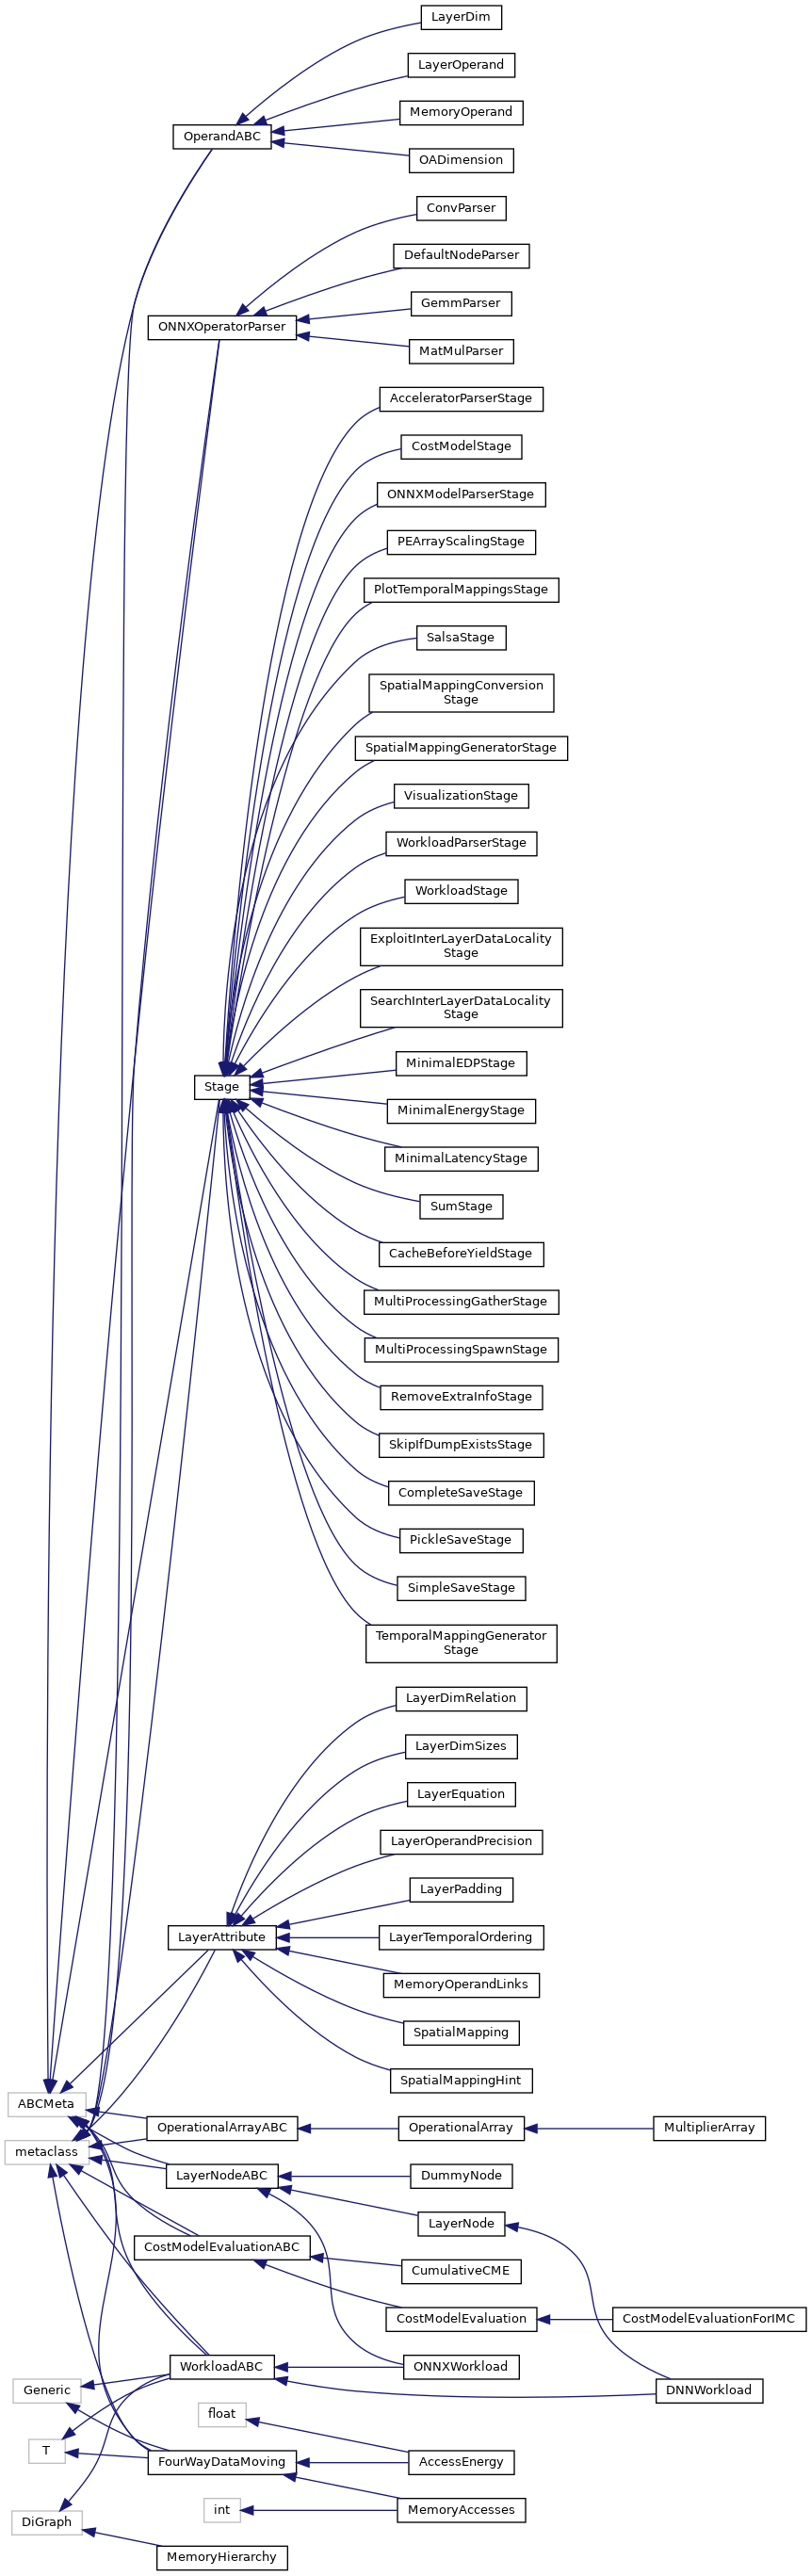 LayerDim
LayerOperand
MemoryOperand
OperandABC
OADimension
ConvParser
DefaultNodeParser
GemmParser
ONNXOperatorParser
MatMulParser
AcceleratorParserStage
CostModelStage
ONNXModelParserStage
PEArrayScalingStage
PlotTemporalMappingsStage
SalsaStage
SpatialMappingConversion
Stage
SpatialMappingGeneratorStage
VisualizationStage
WorkloadParserStage
WorkloadStage
ExploitInterLayerDataLocality
Stage
SearchInterLayerDataLocality
Stage
MinimalEDPStage
Stage
MinimalEnergyStage
MinimalLatencyStage
SumStage
CacheBeforeYieldStage
MultiProcessingGatherStage
MultiProcessingSpawnStage
RemoveExtraInfoStage
SkipIfDumpExistsStage
CompleteSaveStage
PickleSaveStage
SimpleSaveStage
TemporalMappingGenerator
Stage
LayerDimRelation
LayerDimSizes
LayerEquation
LayerOperandPrecision
LayerPadding
LayerAttribute
LayerTemporalOrdering
MemoryOperandLinks
SpatialMapping
SpatialMappingHint
ABCMeta
OperationalArrayABC
OperationalArray
MultiplierArray
metaclass
LayerNodeABC
DummyNode
LayerNode
CostModelEvaluationABC
CumulativeCME
CostModelEvaluation
CostModelEvaluationForIMC
WorkloadABC
ONNXWorkload
Generic
DNNWorkload
float
T
FourWayDataMoving
AccessEnergy
int
MemoryAccesses
DiGraph
MemoryHierarchy